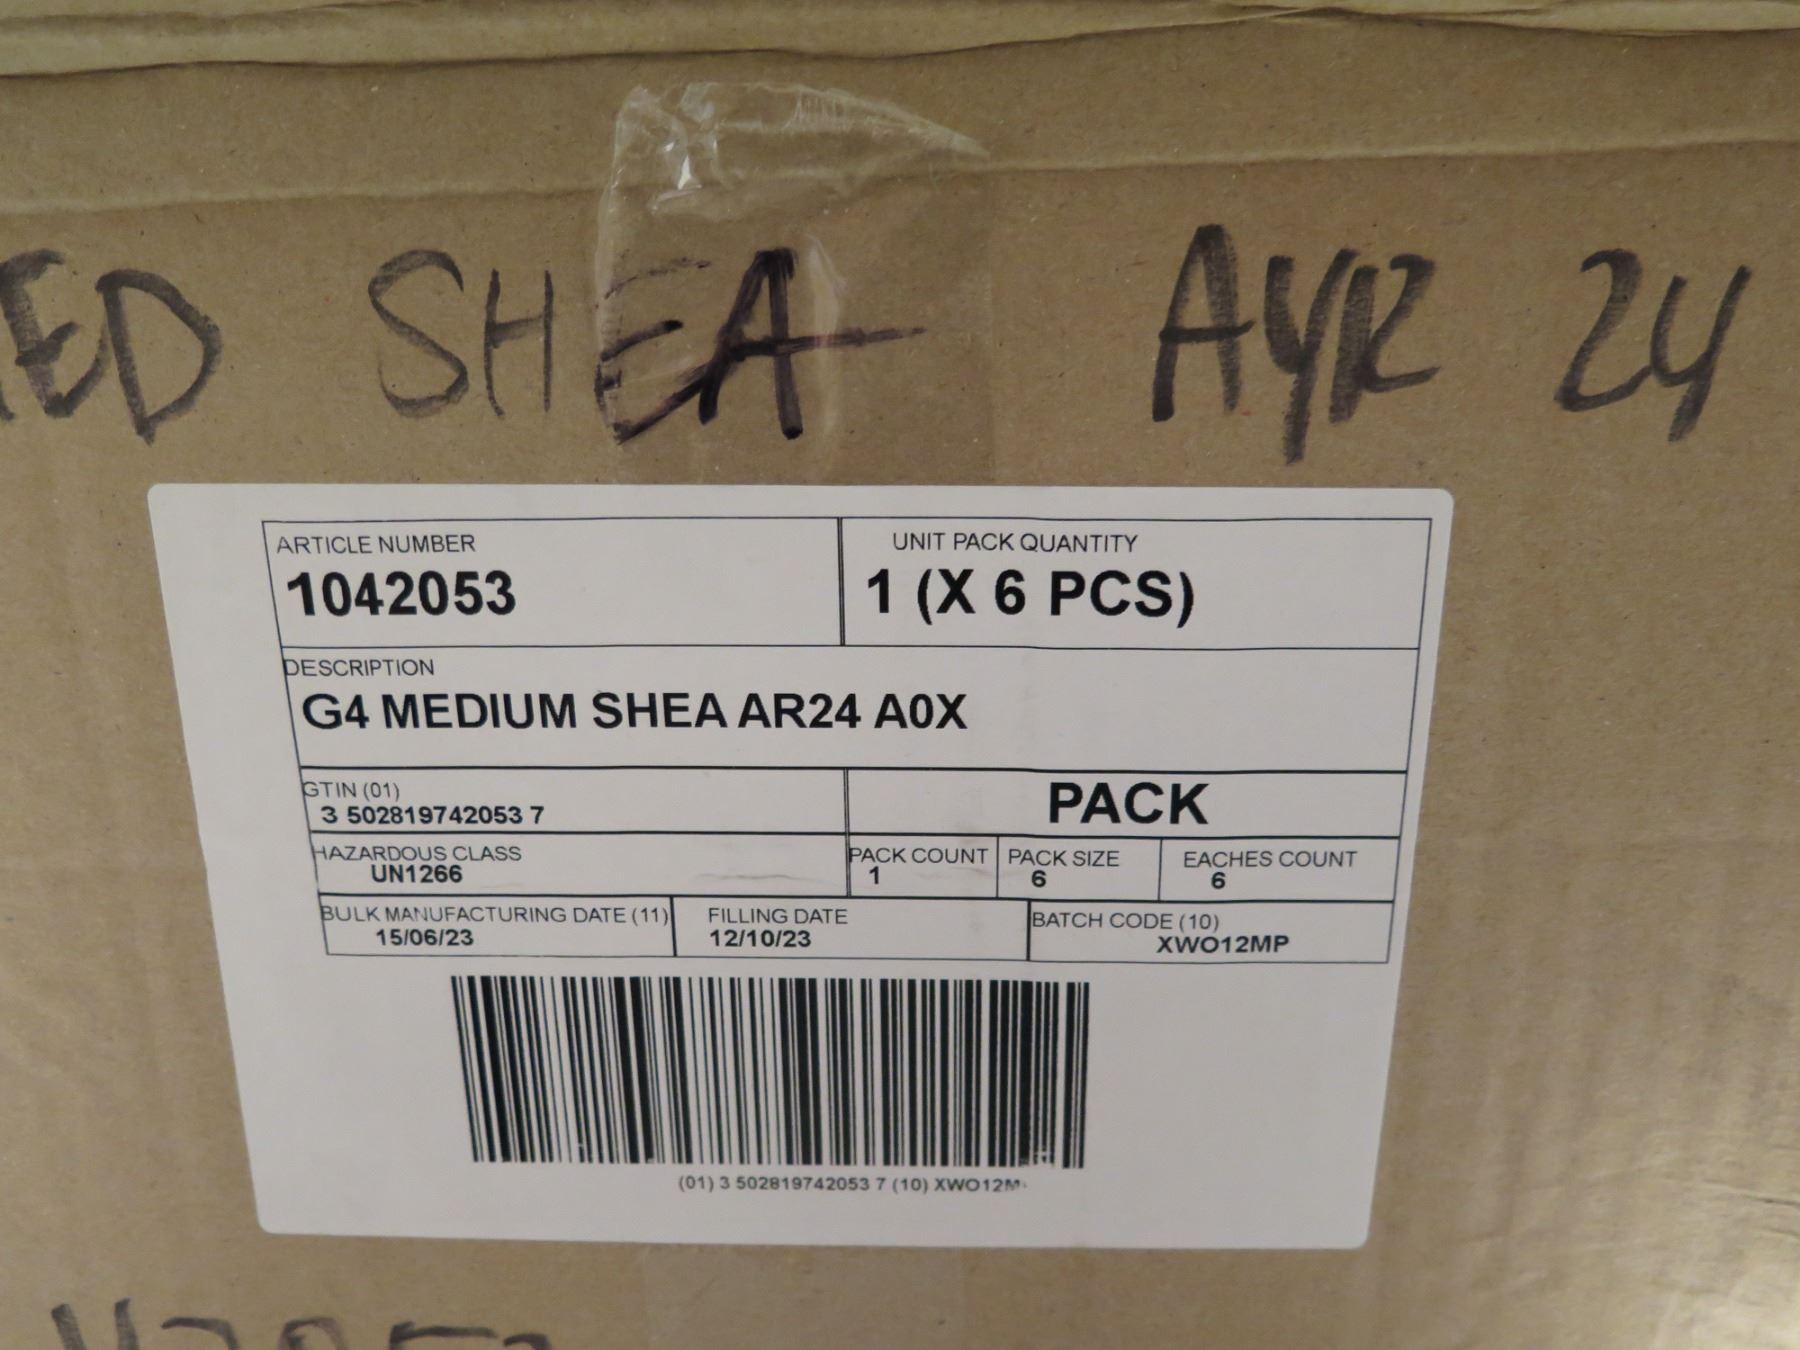 ED SHEA AYR 24
ARTICLE NUMBER
1042053
UNIT PACK QUANTITY
1 (X 6 PCS)
DESCRIPTION
G4 MEDIUM SHEA AR24 A0X
GTIN (01)
3 502819742053 7
PACK
HAZARDOUS CLASS
UN1266
PACK COUNT
1
PACK SIZE
6
EACHES COUNT
6
BULK MANUFACTURING DATE (11)
15/06/23
FILLING DATE
12/10/23
BATCH CODE (10)
XWO12MP
(01) 3 502819742053 7 (10) XWO12M